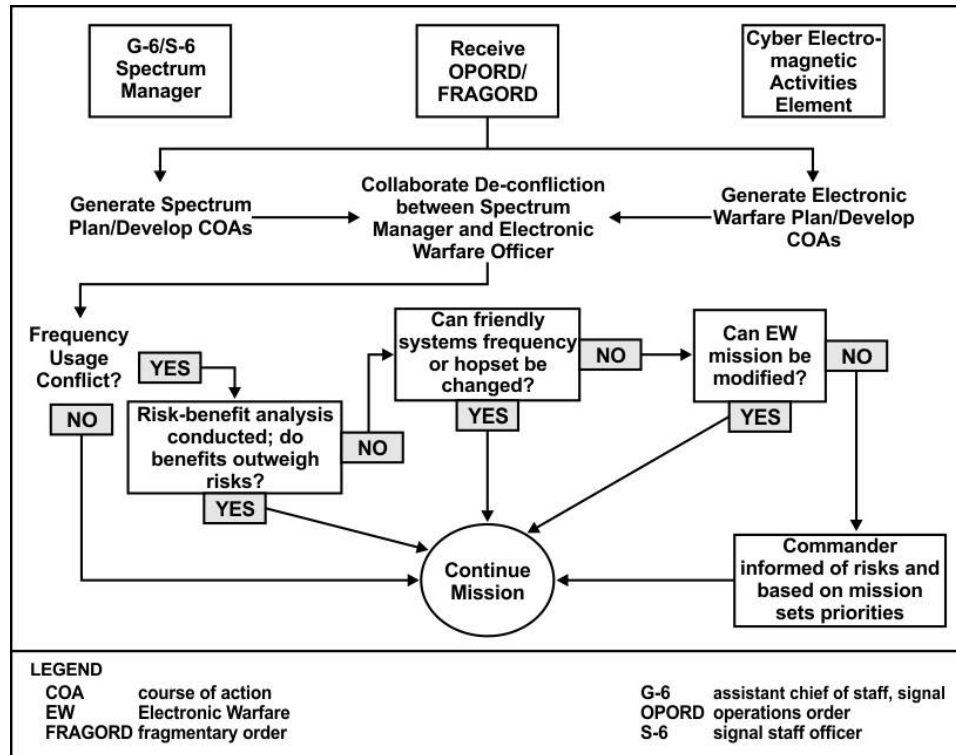 G-6/S-6
Spectrum
Manager
Receive
OPORD/
FRAGORD
Cyber Electro-
magnetic
Activities
Element
Generate Spectrum
Plan/Develop COAs
Collaborate De-confliction
between Spectrum
Manager and Electronic
Warfare Officer
Generate Electronic
Warfare Plan/Develop
COAs
Frequency
Usage
Conflict?
YES
NO
Risk-benefit analysis
conducted; do
benefits outweigh
risks?
NO
YES
Can friendly
systems frequency
or hopset be
changed?
NO
YES
Can EW
mission be
modified?
NO
YES
Continue
Mission
Commander
informed of risks and
based on mission
sets priorities
LEGEND
COA course of action
EW Electronic Warfare
FRAGORD fragmentary order
G-6 assistant chief of staff, signal
OPORD operations order
S-6 signal staff officer